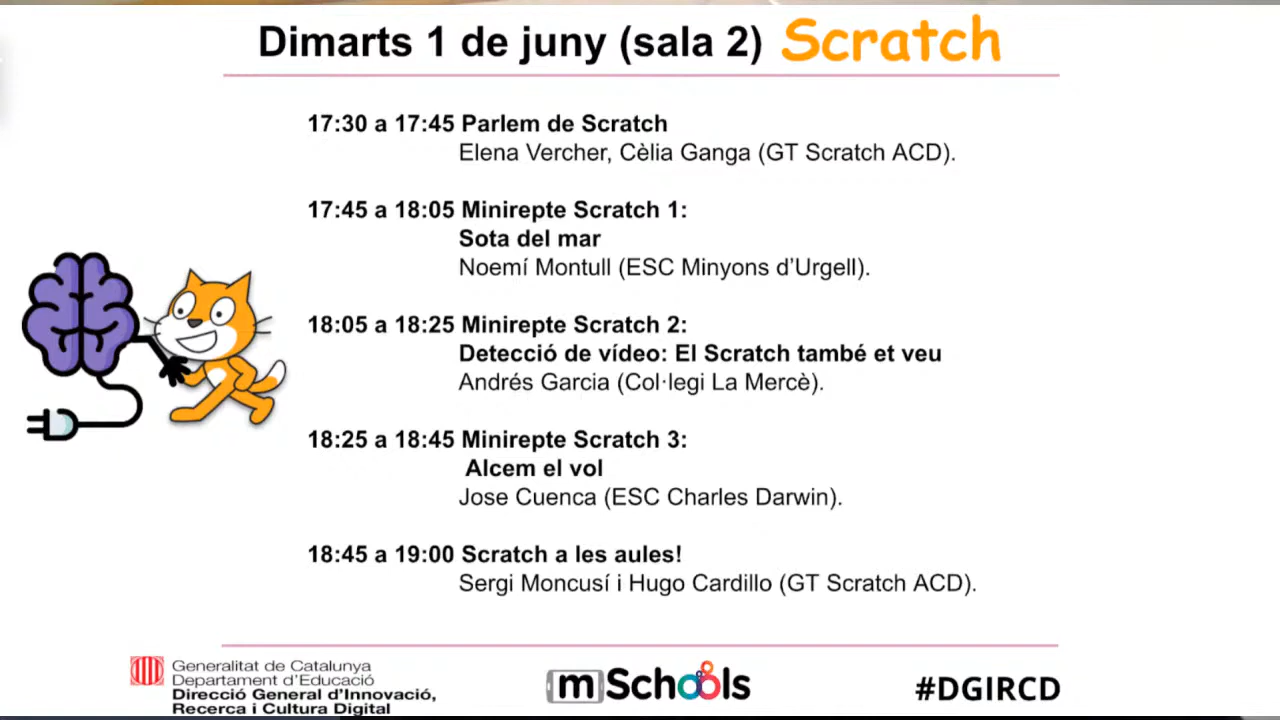 Dimarts 1 de juny (sala 2) Scratch
17:30 a 17:45 Parlem de Scratch
Elena Vercher, Cèlia Ganga (GT Scratch ACD).
17:45 a 18:05 Minirepte Scratch 1:
Sota del mar
Noemí Montull (ESC Minyons d'Urgell).
18:05 a 18:25 Minirepte Scratch 2:
Detecció de vídeo: El Scratch també et veu
Andrés Garcia (Col·legi La Mercè).
18:25 a 18:45 Minirepte Scratch 3:
Alcem el vol
Jose Cuenca (ESC Charles Darwin).
18:45 a 19:00 Scratch a les aules!
Sergi Moncusí i Hugo Cardillo (GT Scratch ACD).
Generalitat de Catalunya
Departament d'Educació
Direcció General d'Innovació,
Recerca i Cultura Digital
mSchools
#DGIRCD